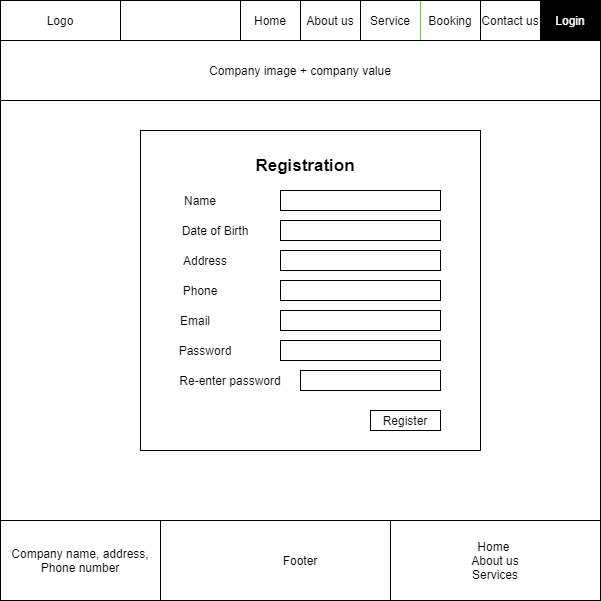 Logo
Home
About us
Service
Booking
Contact us
Login
Company image + company value
Registration
Name
Date of Birth
Address
Phone
Email
Password
Re-enter password
Register
Company name, address,
Phone number
Footer
Home
About us
Services